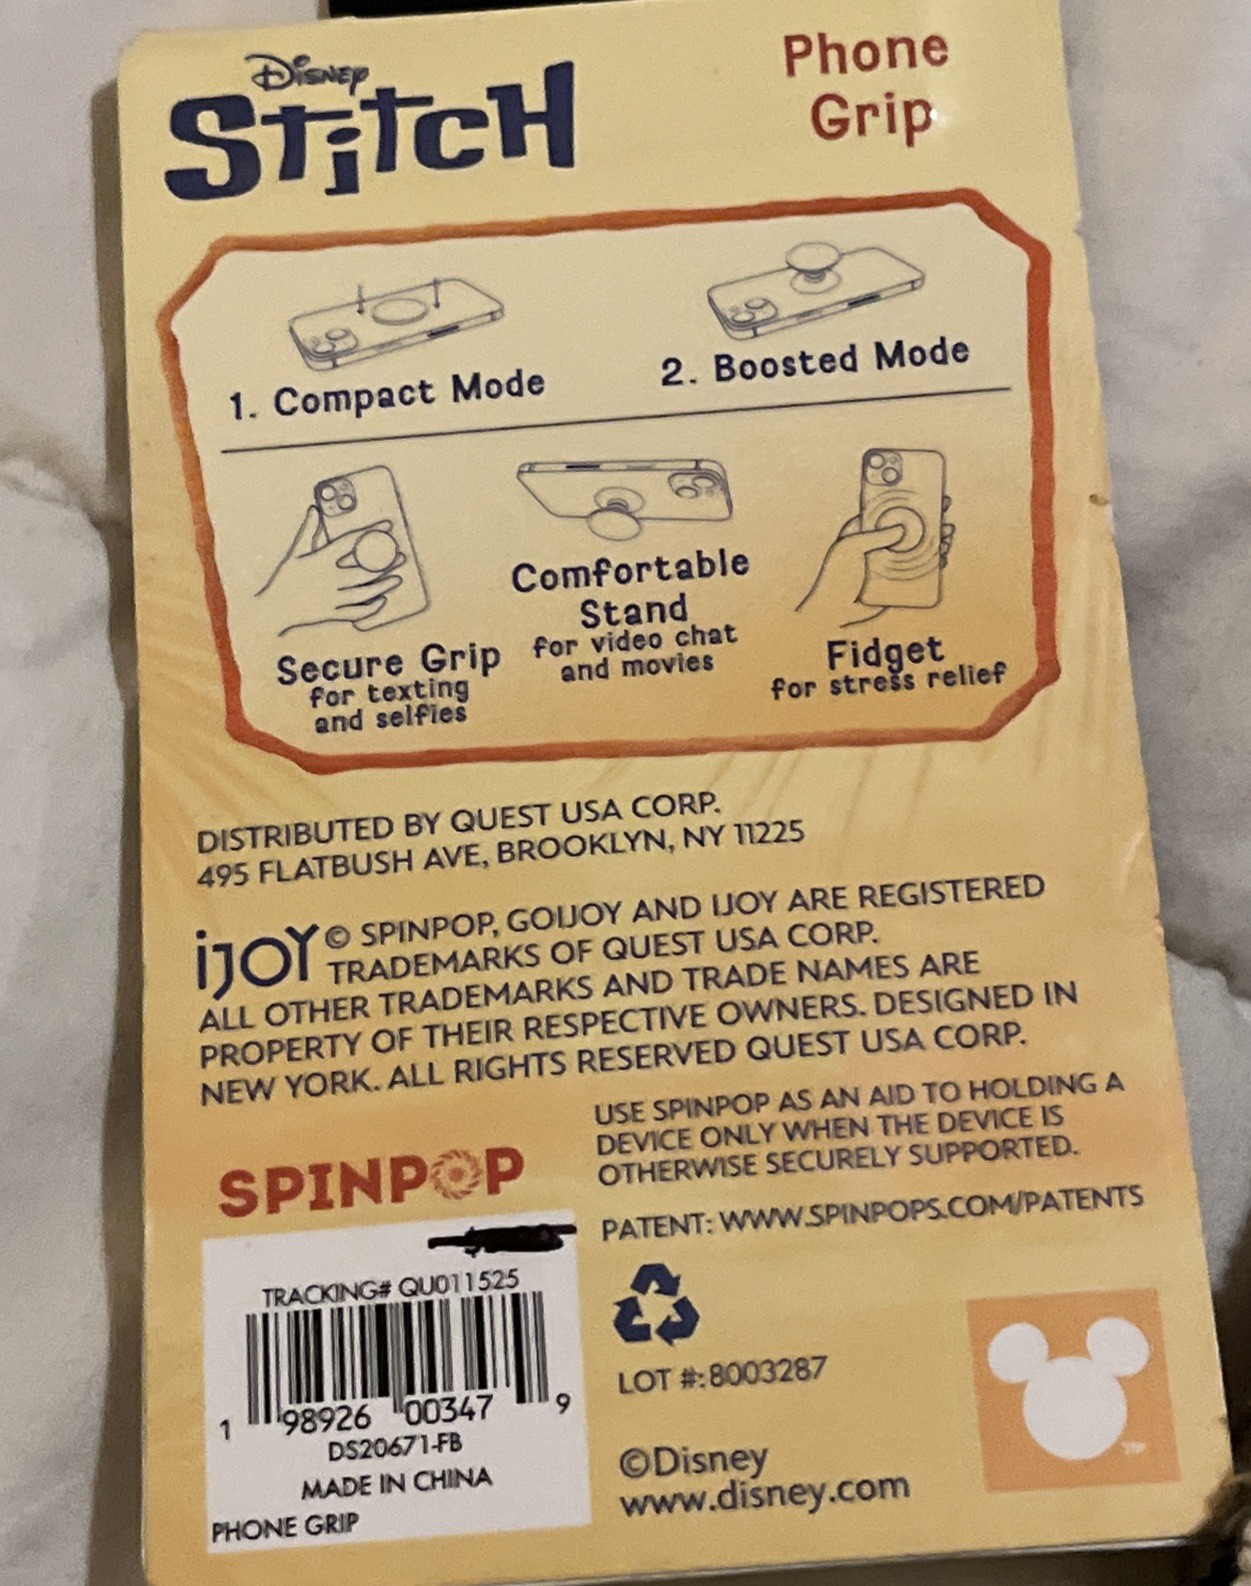 Disney
Stitch
Phone
Grip
1. Compact Mode
2. Boosted Mode
Secure Grip
for texting
and selfies
Comfortable
Stand
for video chat
and movies
Fidget
for stress relief
DISTRIBUTED BY QUEST USA CORP.
495 FLATBUSH AVE, BROOKLYN, NY 11225
iJOY © SPINPOP, GOIJOY AND IJOY ARE REGISTERED
TRADEMARKS OF QUEST USA CORP.
ALL OTHER TRADEMARKS AND TRADE NAMES ARE
PROPERTY OF THEIR RESPECTIVE OWNERS. DESIGNED IN
NEW YORK. ALL RIGHTS RESERVED QUEST USA CORP.
SPINPOP
USE SPINPOP AS AN AID TO HOLDING A
DEVICE ONLY WHEN THE DEVICE IS
OTHERWISE SECURELY SUPPORTED.
PATENT: WWW.SPINPOPS.COM/PATENTS
TRACKING# QU011525
1 98926 00347 9
DS20671-FB
MADE IN CHINA
PHONE GRIP
LOT #:8003287
©Disney
www.disney.com
TM